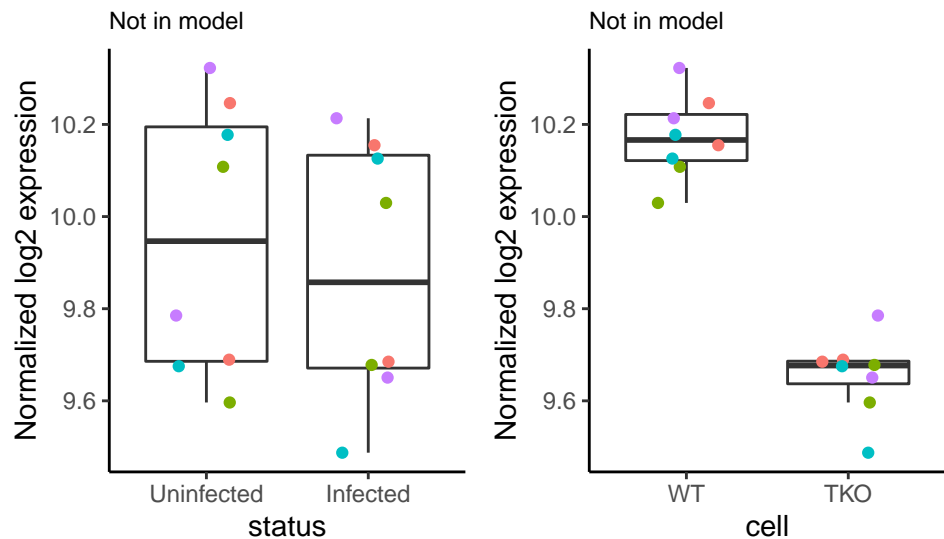 Not in model
Normalized log2 expression
10.2
10.0
9.8
9.6
Uninfected
Infected
status
Not in model
Normalized log2 expression
10.2
10.0
9.8
9.6
WT
TKO
cell